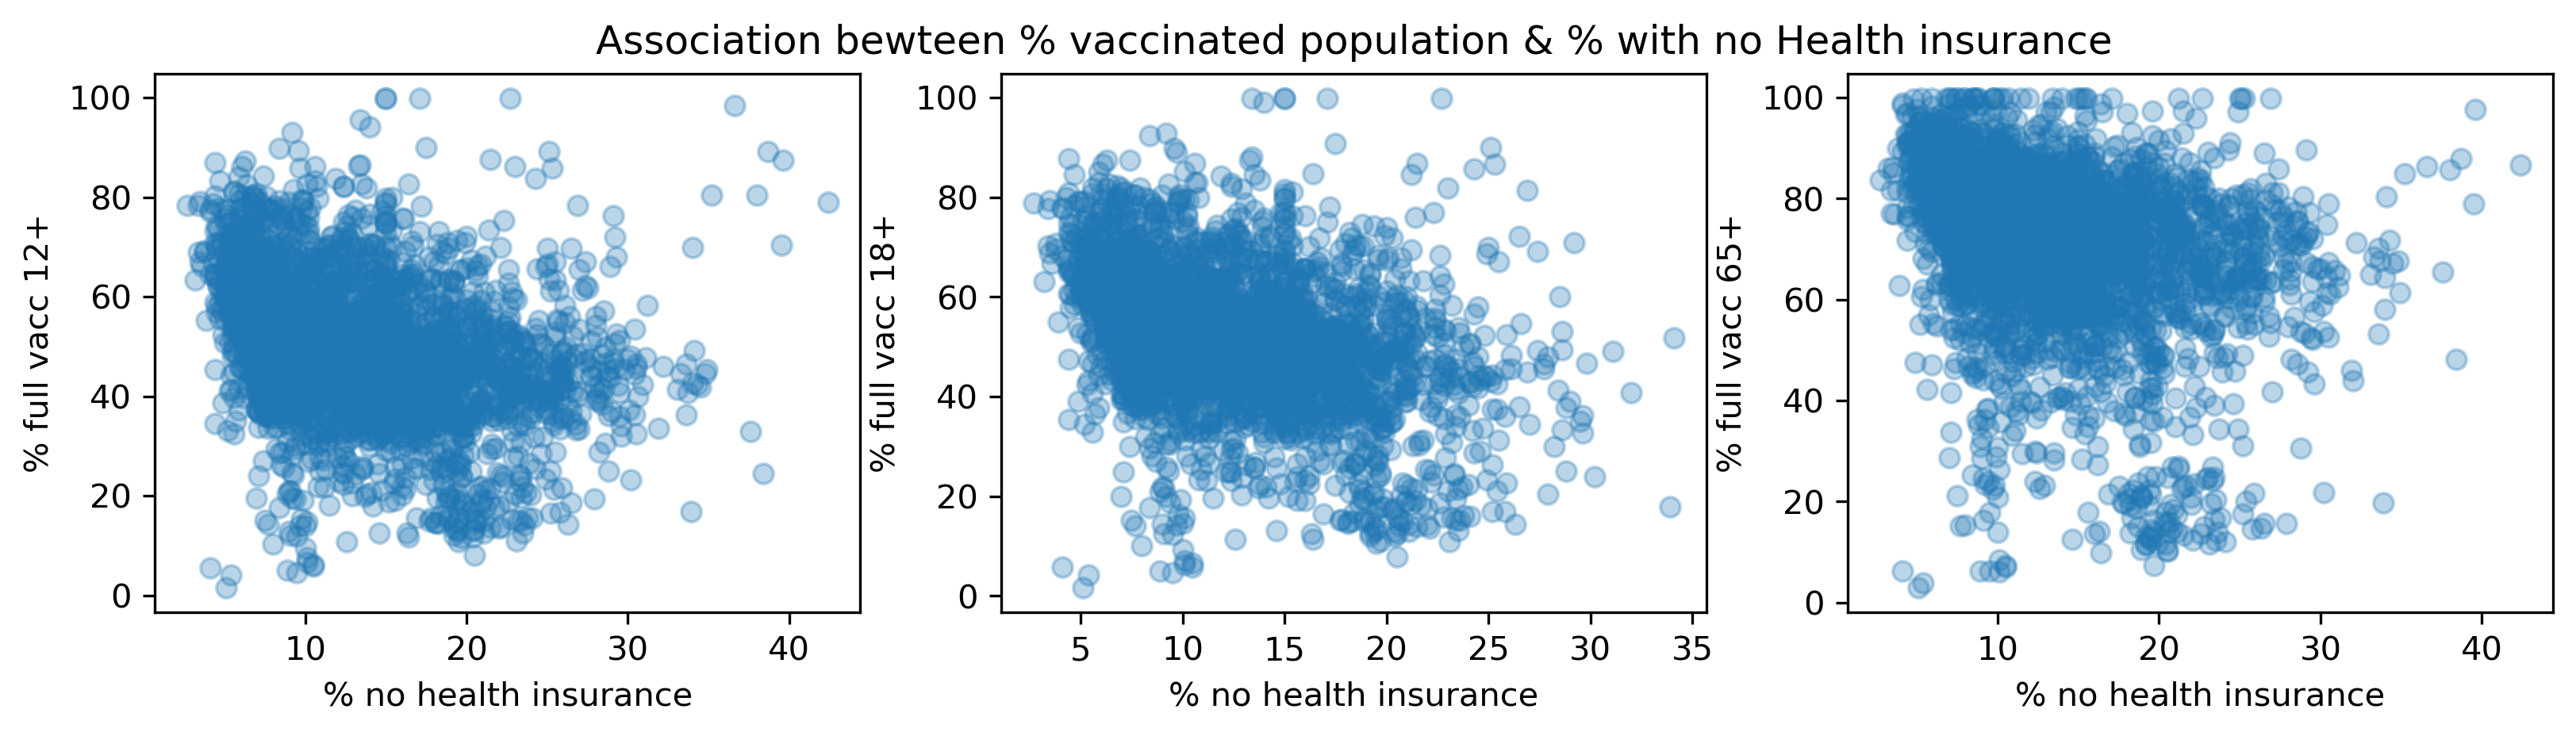 Association bewteen % vaccinated population & % with no Health insurance
% full vacc 12+
100
80
60
40
20
0
10 20 30 40
% no health insurance
% full vacc 18+
100
80
60
40
20
0
5 10 15 20 25 30 35
% no health insurance
% full vacc 65+
100
80
60
40
20
0
10 20 30 40
% no health insurance